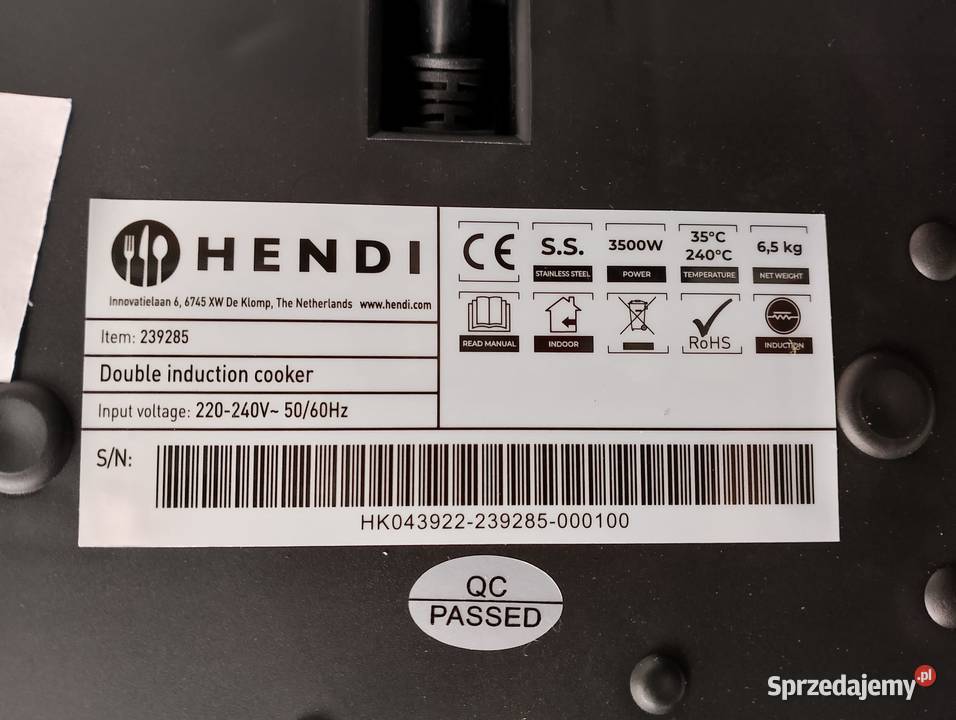 HENDI
Innovatielaan 6, 6745 XW De Klomp, The Netherlands www.hendi.com
Item: 239285
Double induction cooker
Input voltage: 220-240V~ 50/60Hz
CE
S.S.
STAINLESS STEEL
3500W
POWER
35°C
240°C
TEMPERATURE
6,5 kg
NET WEIGHT
READ MANUAL
INDOOR
RoHS
INDUCTION
S/N:
HK043922-239285-000100
QC
PASSED
Sprzedajemy.pl